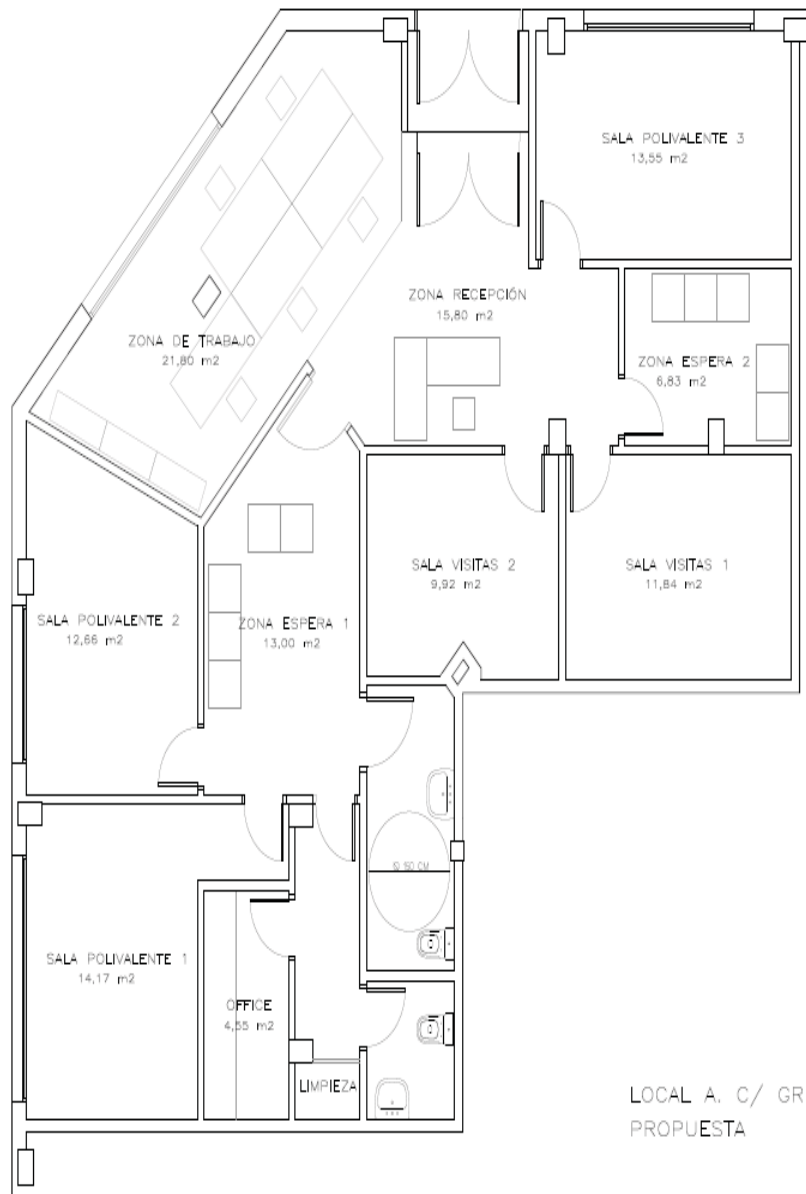 SALA POLIVALENTE 3
13,55 m2
ZONA RECEPCIÓN
15,80 m2
ZONA DE TRABAJO
21,80 m2
ZONA ESPERA 2
6,83 m2
SALA VISITAS 2
9,92 m2
SALA VISITAS 1
11,84 m2
SALA POLIVALENTE 2
12,66 m2
ZONA ESPERA 1
13,00 m2
SALA POLIVALENTE 1
14,17 m2
OFFICE
4,55 m2
LIMPIEZA
LOCAL A. C/ GR
PROPUESTA